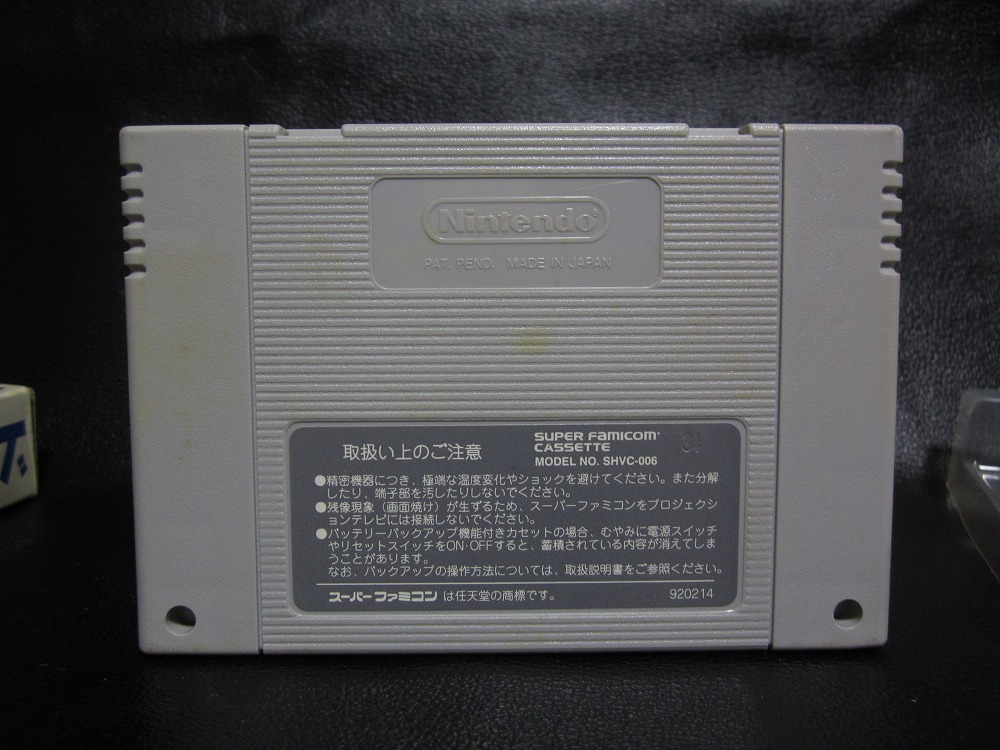 Nintendo®
PAT. PEND. MADE IN JAPAN
取扱い上のご注意
SUPER FAMICOM
CASSETTE
MODEL NO. SHVC-006
●精密機器につき、極端な温度変化やショックを避けてください。また分解
したり、端子部を汚したりしないでください。
●残像現象（画面焼け）が生ずるため、スーパーファミコンをプロジェクシ
ョンテレビには接続しないでください。
●バッテリーバックアップ機能付きカセットの場合、むやみに電源スイッチ
やリセットスイッチをON・OFFすると、蓄積されている内容が消えてしま
うことがあります。
なお、バックアップの操作方法については、取扱説明書をご参照ください。
スーパーファミコンは任天堂の商標です。
920214